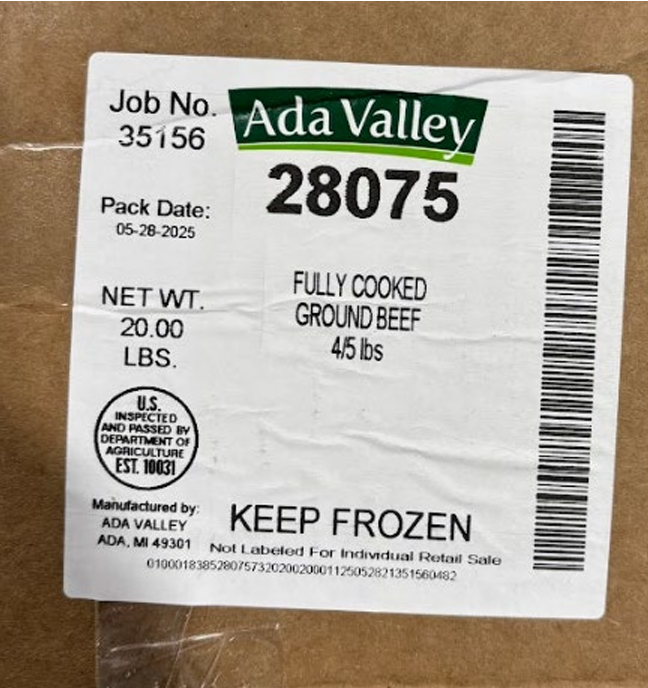 Job No.
35156
Ada Valley
28075
Pack Date:
05-28-2025
FULLY COOKED
GROUND BEEF
4/5 lbs
NET WT.
20.00
LBS.
U.S.
INSPECTED
AND PASSED BY
DEPARTMENT OF
AGRICULTURE
EST. 10031
Manufactured by:
ADA VALLEY
ADA, MI 49301
KEEP FROZEN
Not Labeled For Individual Retail Sale
01000183852807573202002000112505282135156​0482